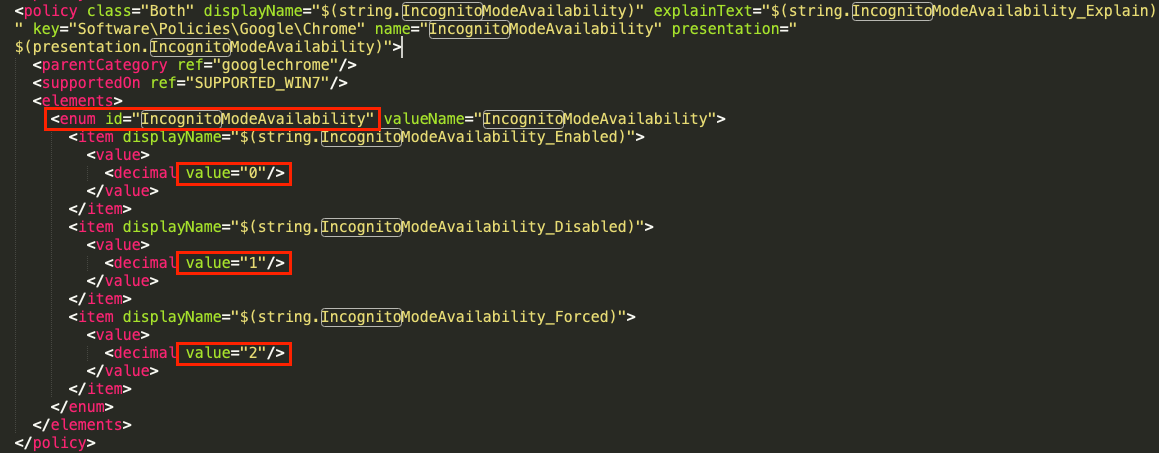 <policy class="Both" displayName="$(string.IncognitoModeAvailability)" explainText="$(string.IncognitoModeAvailability_Explain)
" key="Software\Policies\Google\Chrome" name="IncognitoModeAvailability" presentation="
$(presentation.IncognitoModeAvailability)">
<parentCategory ref="googlechrome"/>
<supportedOn ref="SUPPORTED_WIN7"/>
<elements>
<enum id="IncognitoModeAvailability" valueName="IncognitoModeAvailability">
<item displayName="$(string.IncognitoModeAvailability_Enabled)">
<value>
<decimal value="0"/>
</value>
</item>
<item displayName="$(string.IncognitoModeAvailability_Disabled)">
<value>
<decimal value="1"/>
</value>
</item>
<item displayName="$(string.IncognitoModeAvailability_Forced)">
<value>
<decimal value="2"/>
</value>
</item>
</enum>
</elements>
</policy>